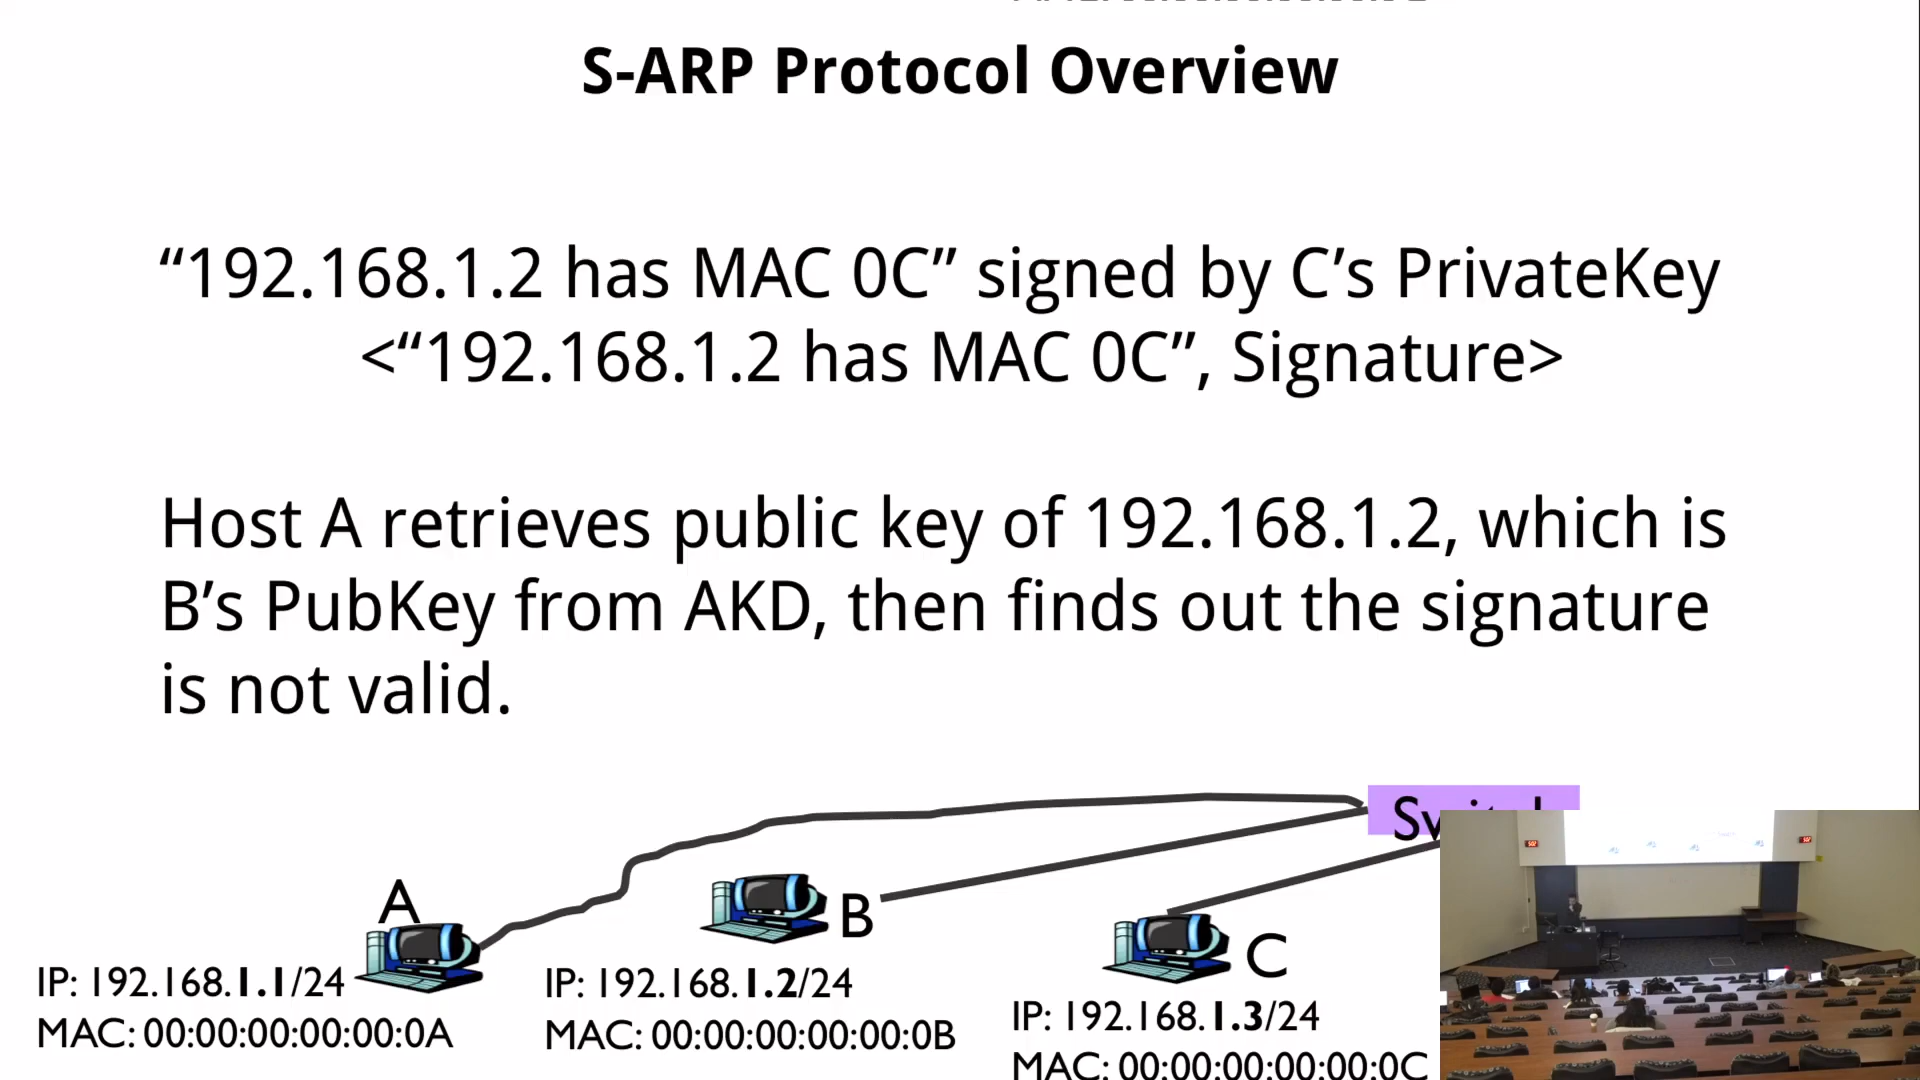 S-ARP Protocol Overview
“192.168.1.2 has MAC 0C” signed by C’s PrivateKey
<“192.168.1.2 has MAC 0C”, Signature>
Host A retrieves public key of 192.168.1.2, which is
B’s PubKey from AKD, then finds out the signature
is not valid.
A
B
C
IP: 192.168.1.1/24
MAC: 00:00:00:00:00:0A
IP: 192.168.1.2/24
MAC: 00:00:00:00:00:0B
IP: 192.168.1.3/24
MAC: 00:00:00:00:00:0C